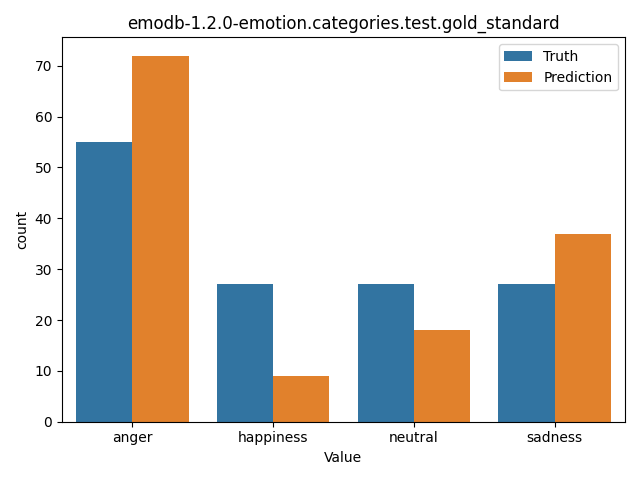 emodb-1.2.0-emotion.categories.test.gold_standard
Truth
Prediction
70
60
50
40
30
20
10
0
count
anger happiness neutral sadness
Value